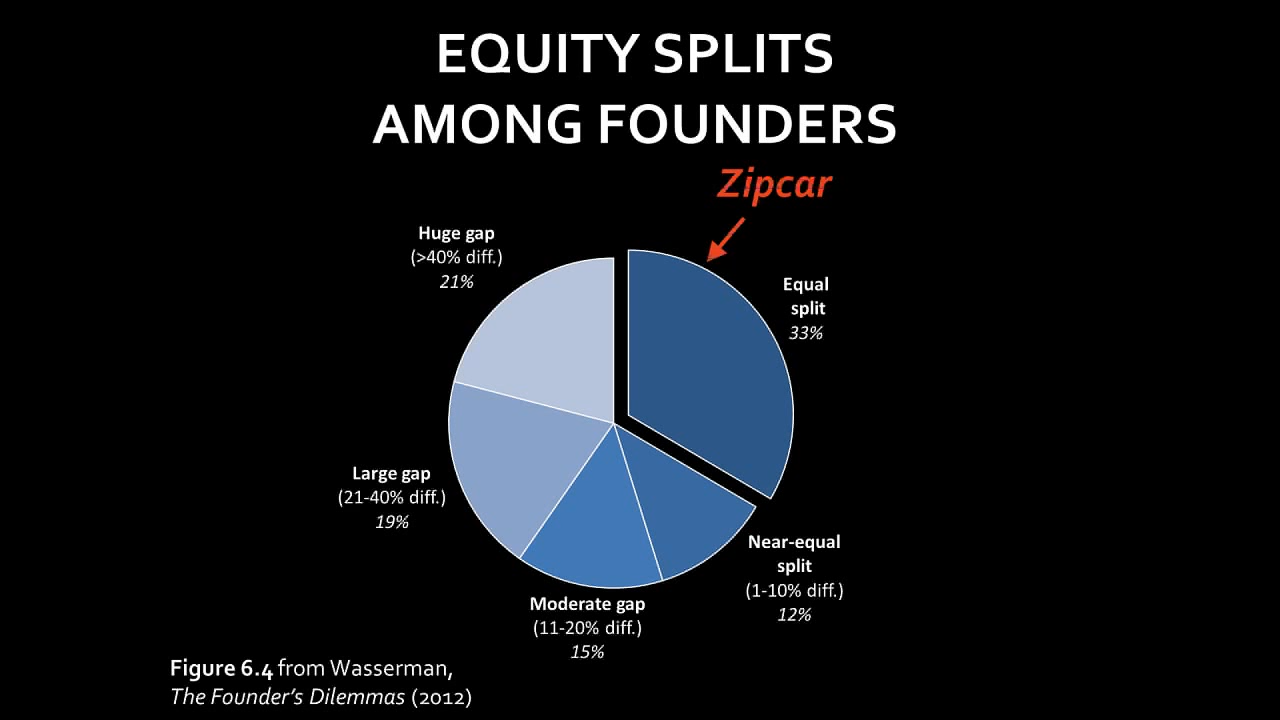 EQUITY SPLITS
AMONG FOUNDERS
Zipcar
Huge gap
(>40% diff.)
21%
Equal
split
33%
Large gap
(21-40% diff.)
19%
Near-equal
split
(1-10% diff.)
12%
Moderate gap
(11-20% diff.)
15%
Figure 6.4 from Wasserman,
The Founder's Dilemmas (2012)